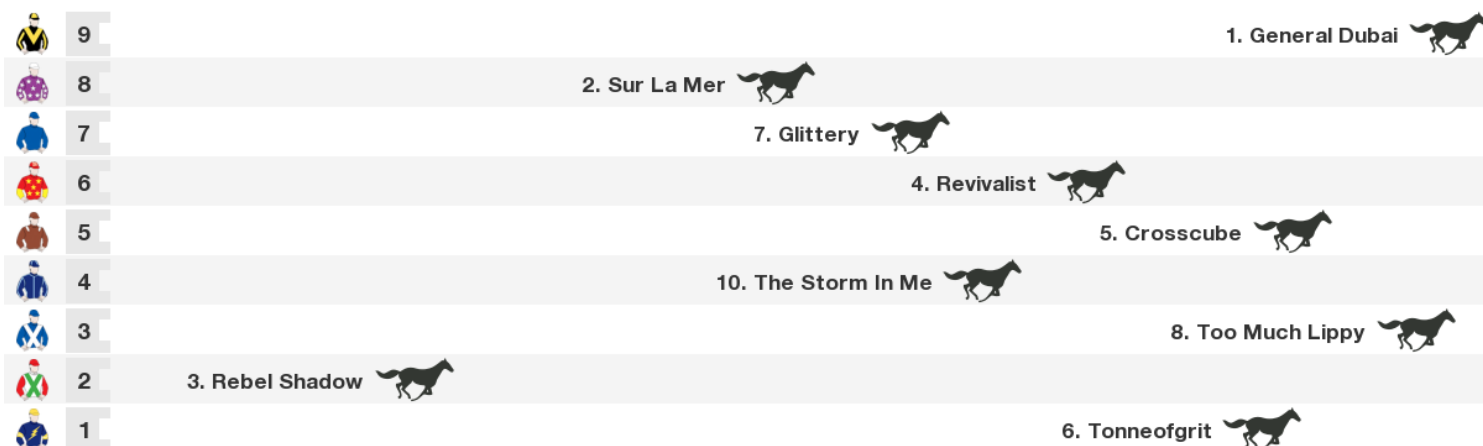 9 1. General Dubai
8 2. Sur La Mer
7 7. Glittery
6 4. Revivalist
5 5. Crosscube
4 10. The Storm In Me
3 8. Too Much Lippy
2 3. Rebel Shadow
1 6. Tonneofgrit